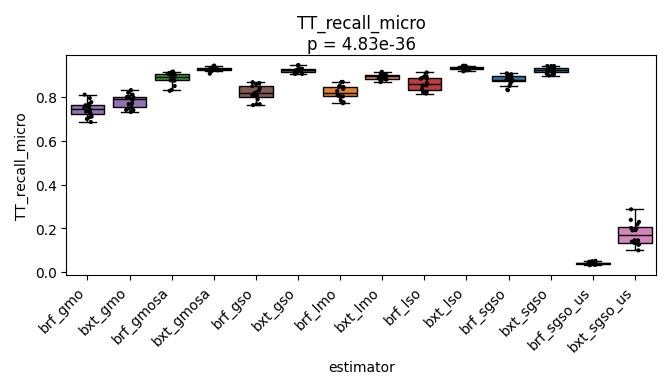 TT_recall_micro
p = 4.83e-36
TT_recall_micro
0.8
0.6
0.4
0.2
0.0
brf_gmo
bxt_gmo
brf_gmosa
bxt_gmosa
brf_gso
bxt_gso
brf_lmo
bxt_lmo
brf_lso
bxt_lso
brf_sgso
bxt_sgso
brf_sgso_us
bxt_sgso_us
estimator